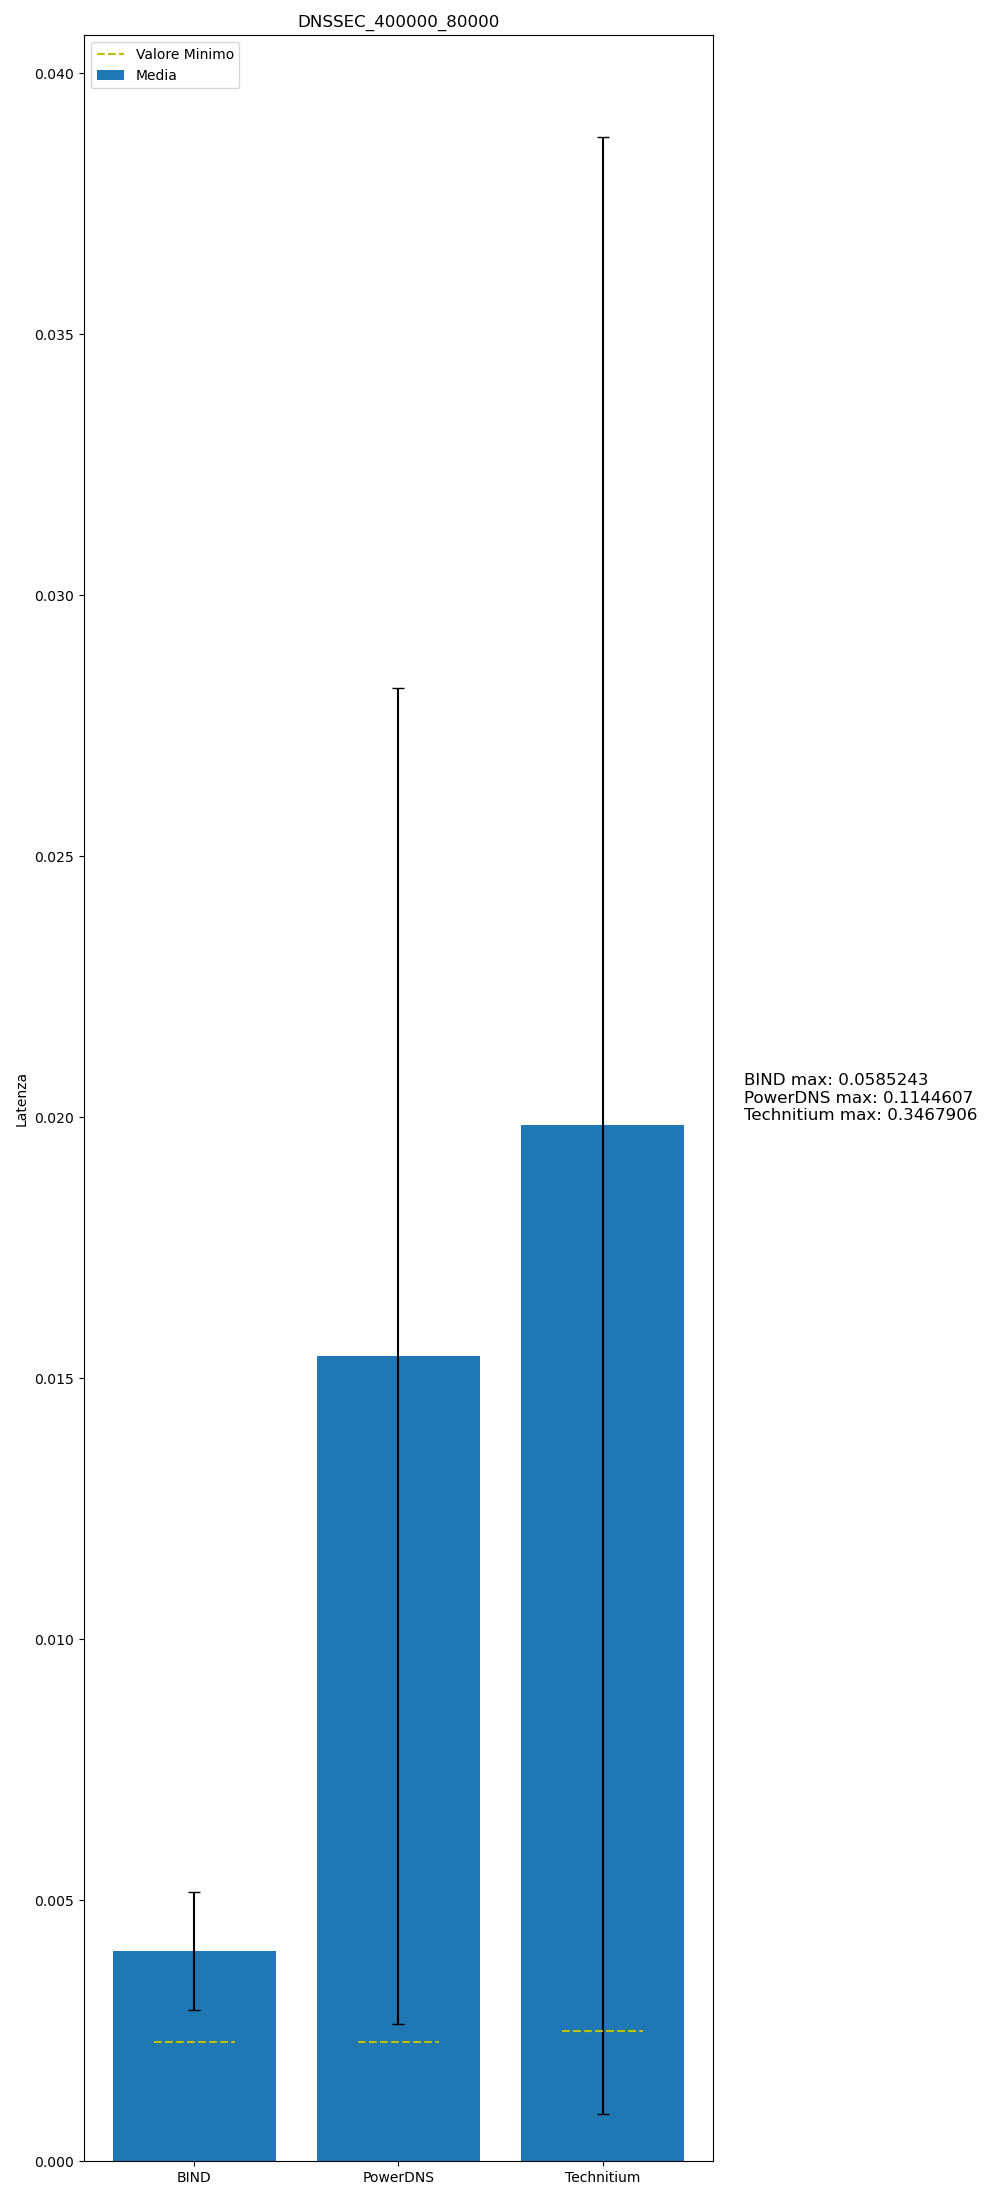 DNSSEC_400000_80000
Valore Minimo
Media
0.040
0.035
0.030
0.025
0.020
0.015
0.010
0.005
0.000
Latenza
BIND
PowerDNS
Technitium
BIND max: 0.0585243
PowerDNS max: 0.1144607
Technitium max: 0.3467906